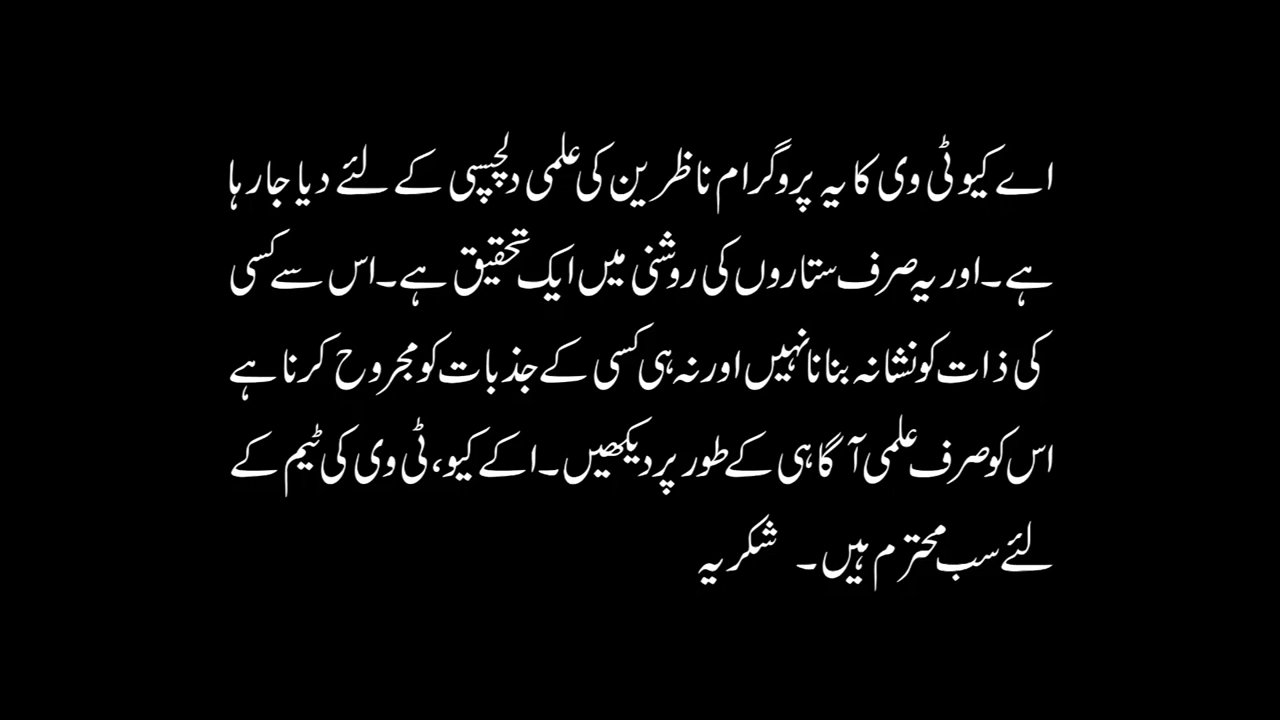 اے کیو ٹی وی کا یہ پروگرام ناظرین کی علمی دلچسپی کے لئے دیا جا رہا
ہے۔ اور یہ صرف ستاروں کی روشنی میں ایک تحقیق ہے۔ اس سے کسی
کی ذات کو نشانہ بنانا نہیں اور نہ ہی کسی کے جذبات کو مجروح کرنا ہے
اس کو صرف علمی آگاہی کے طور پر دیکھیں۔ اکے کیو، ٹی وی کی ٹیم کے
لئے سب محترم ہیں۔ شکریہ